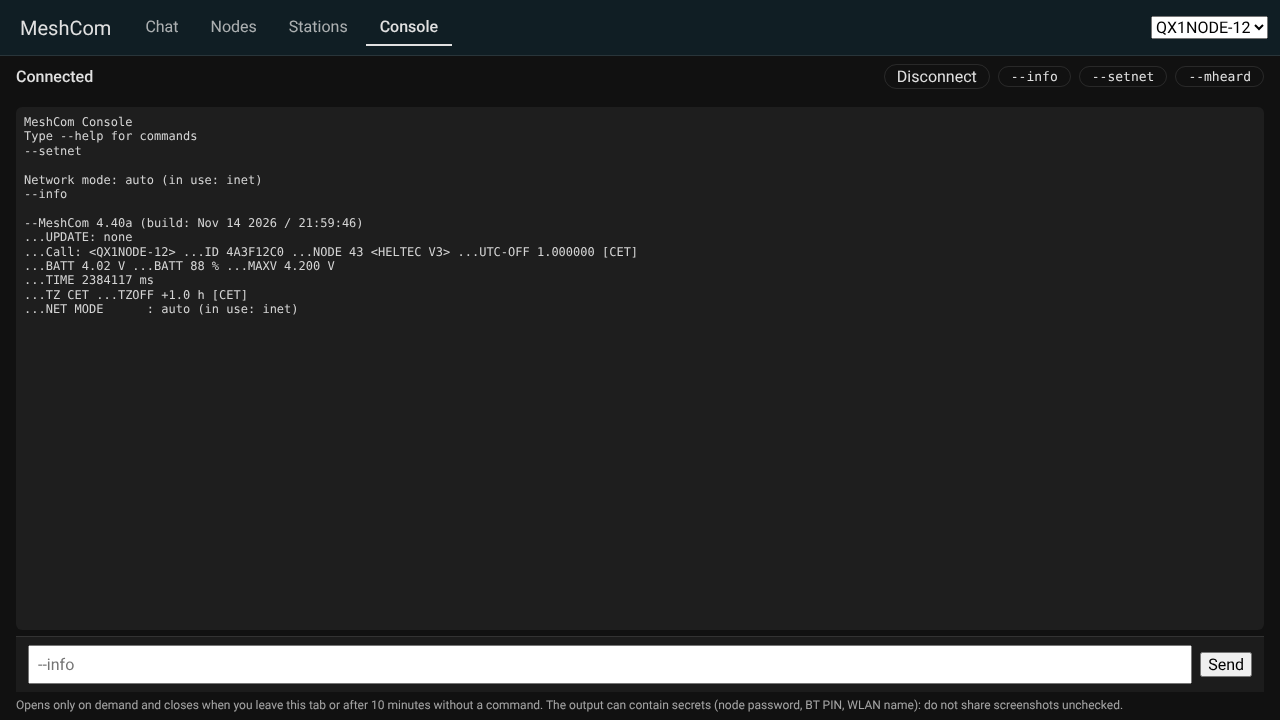 MeshCom Chat Nodes Stations Console QX1NODE-12
Connected Disconnect --info --setnet --mheard
MeshCom Console
Type --help for commands
--setnet
Network mode: auto (in use: inet)
--info
--MeshCom 4.40a (build: Nov 14 2026 / 21:59:46)
...UPDATE: none
...Call: <QX1NODE-12> ...ID 4A3F12C0 ...NODE 43 <HELTEC V3> ...UTC-OFF 1.000000 [CET]
...BATT 4.02 V ...BATT 88 % ...MAXV 4.200 V
...TIME 2384117 ms
...TZ CET ...TZOFF +1.0 h [CET]
...NET MODE      : auto (in use: inet)
--info Send
Opens only on demand and closes when you leave this tab or after 10 minutes without a command. The output can contain secrets (node password, BT PIN, WLAN name): do not share screenshots unchecked.